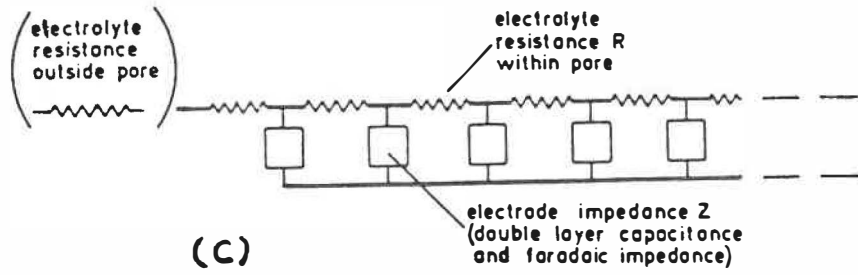 electrolyte
resistance
outside pore
electrolyte
resistance R
within pore
electrode impedance Z
(double layer capacitance
and faradaic impedance)
(C)